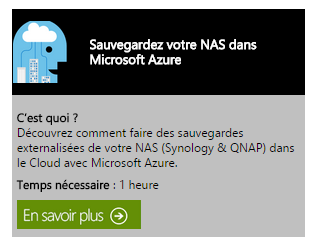 Sauvegardez votre NAS dans
Microsoft Azure
C'est quoi ?
Découvrez comment faire des sauvegardes
externalisées de votre NAS (Synology & QNAP) dans
le Cloud avec Microsoft Azure.
Temps nécessaire : 1 heure
En savoir plus